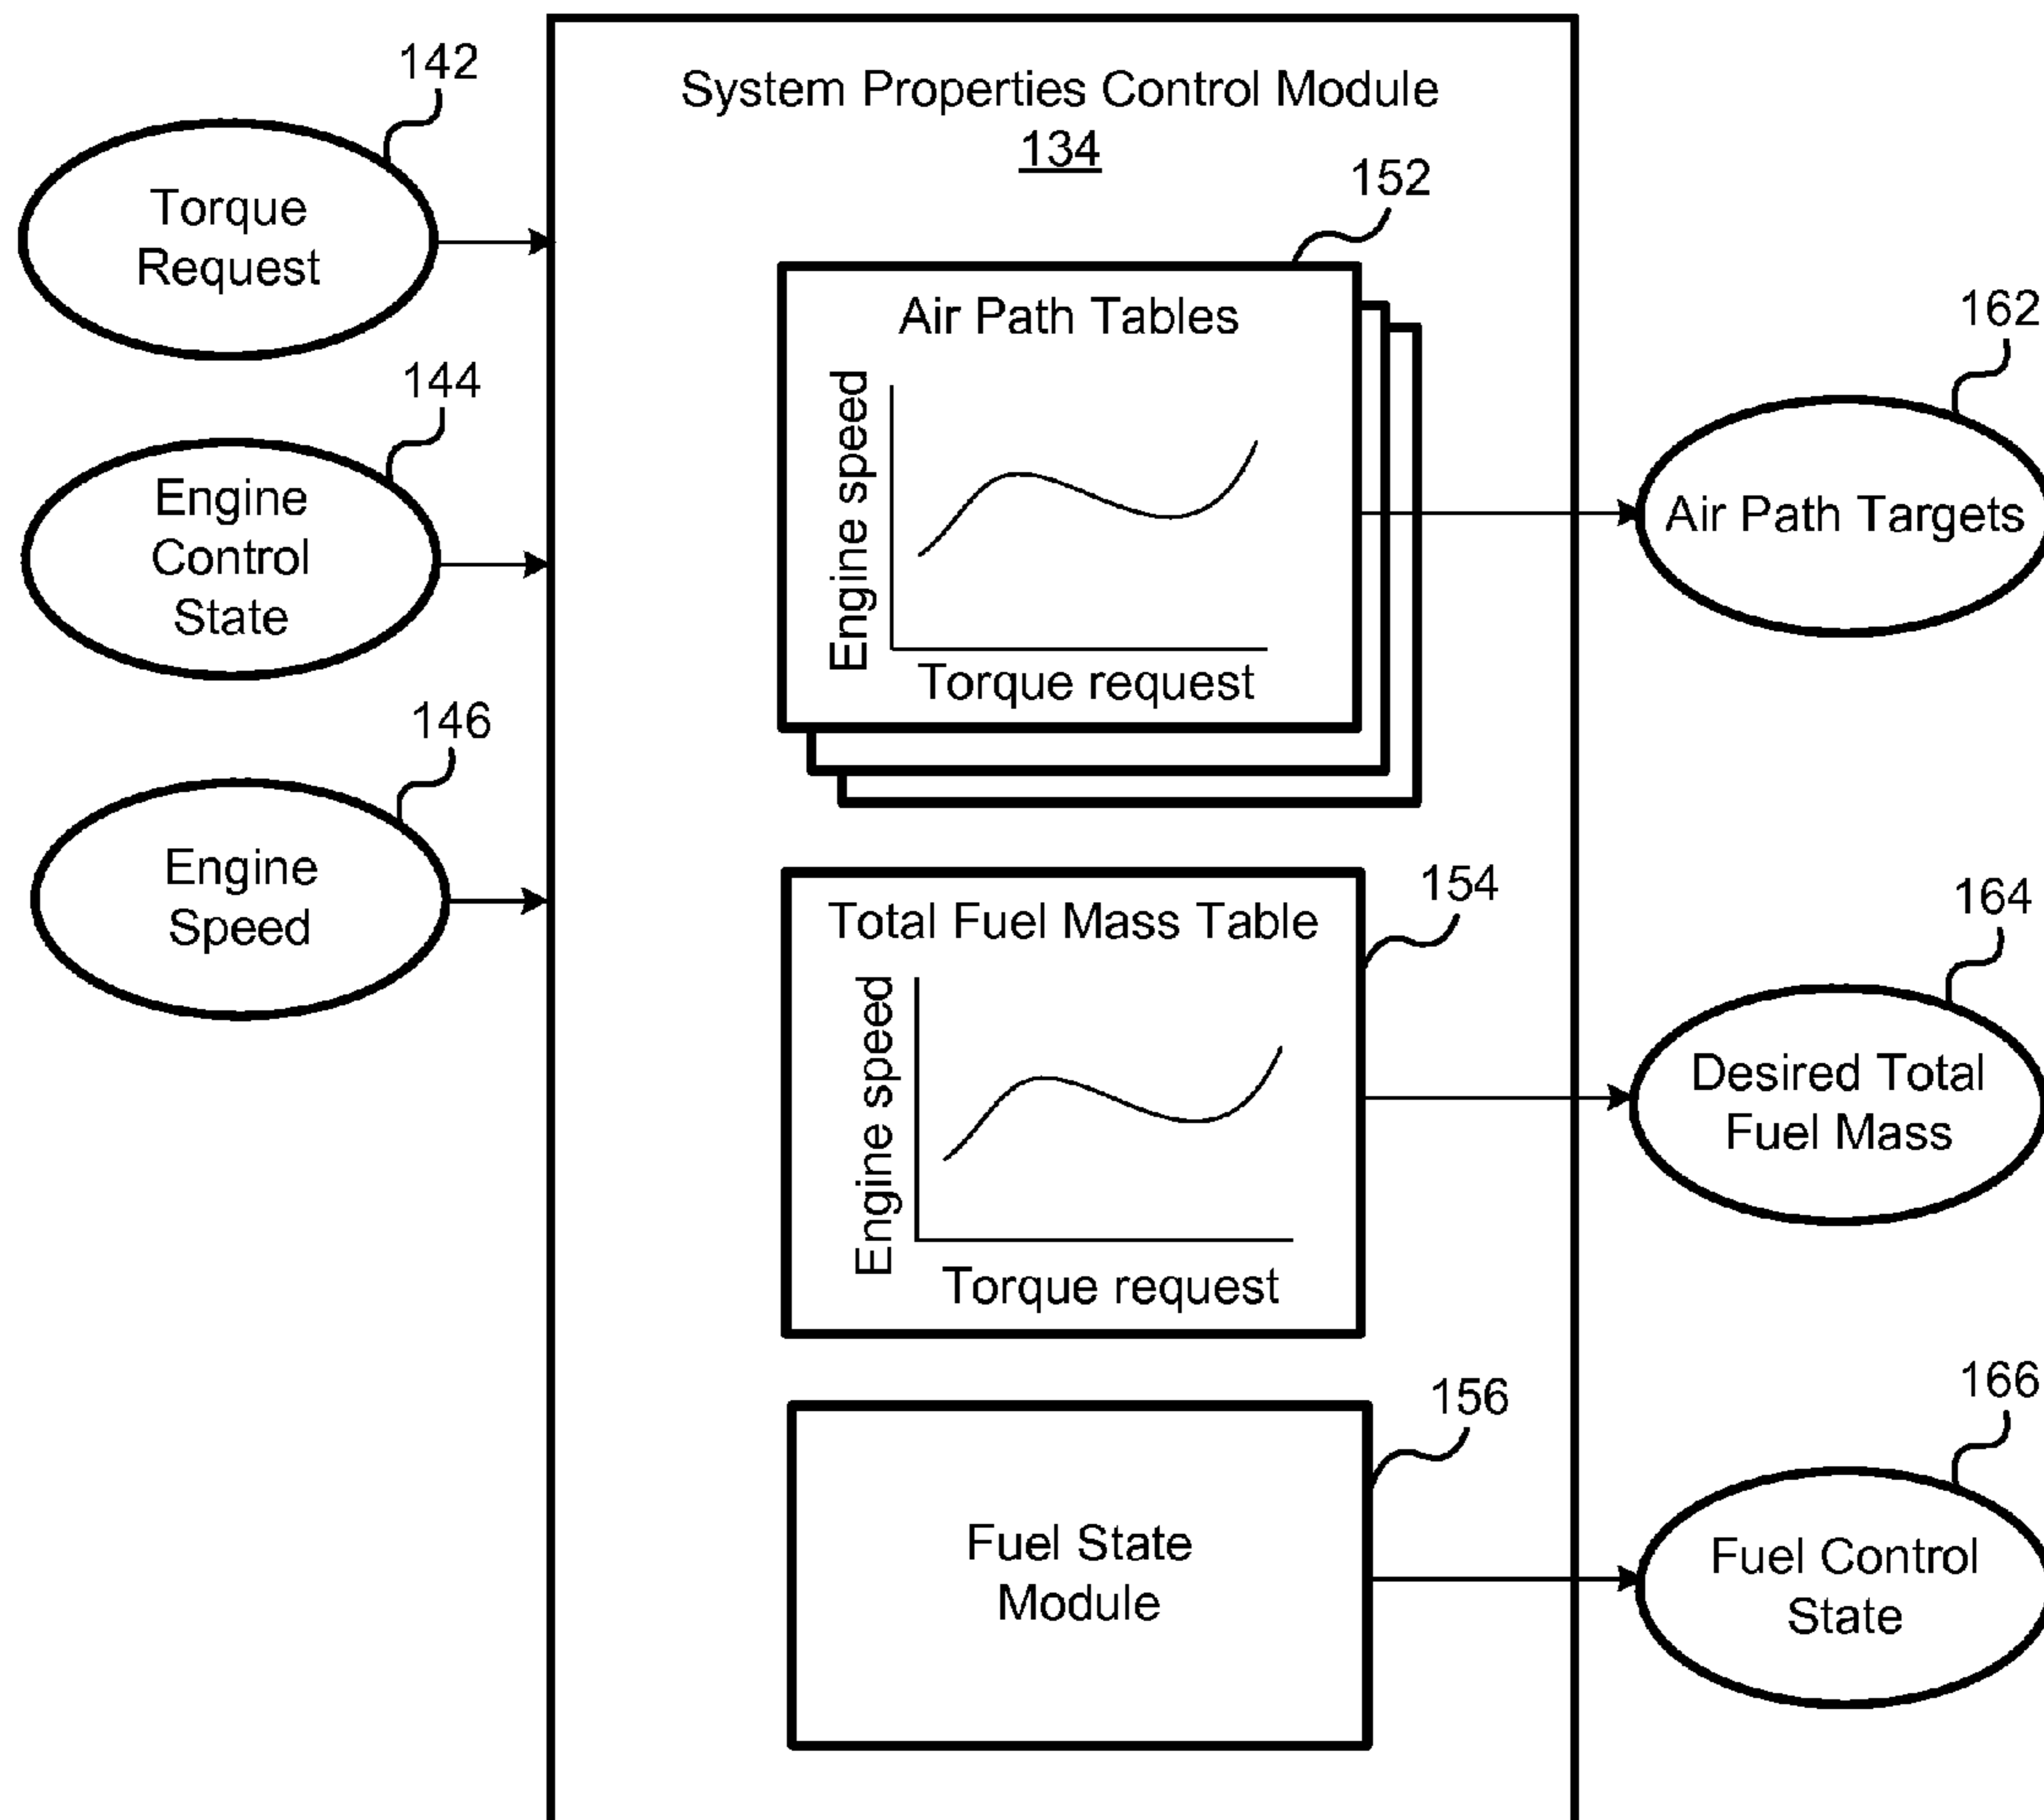 142
Torque
Request
144
Engine
Control
State
146
Engine
Speed
System Properties Control Module
134
152
Air Path Tables
Engine speed
Torque request
154
Total Fuel Mass Table
Engine speed
Torque request
156
Fuel State
Module
162
Air Path Targets
164
Desired Total
Fuel Mass
166
Fuel Control
State